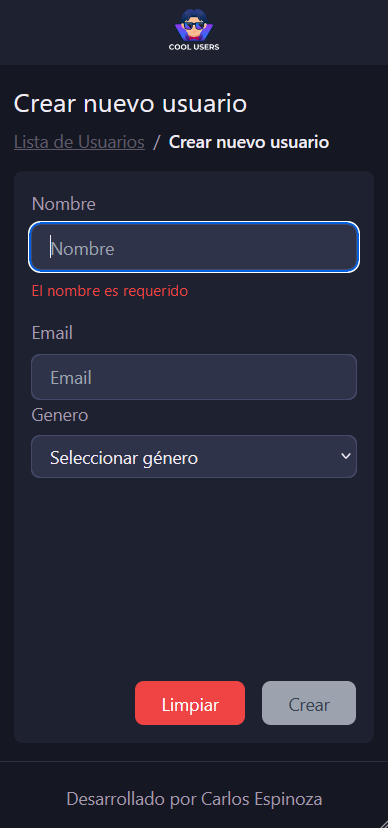 COOL USERS
Crear nuevo usuario
Lista de Usuarios / Crear nuevo usuario
Nombre
Nombre
El nombre es requerido
Email
Email
Genero
Seleccionar género
Limpiar Crear
Desarrollado por Carlos Espinoza